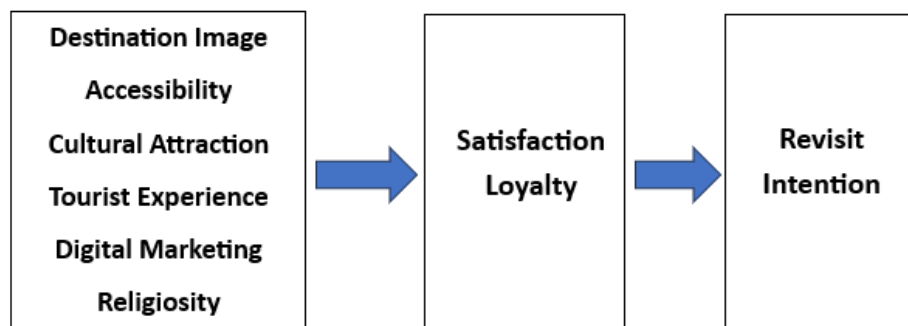 Destination Image
Accessibility
Cultural Attraction
Tourist Experience
Digital Marketing
Religiosity
Satisfaction
Loyalty
Revisit
Intention